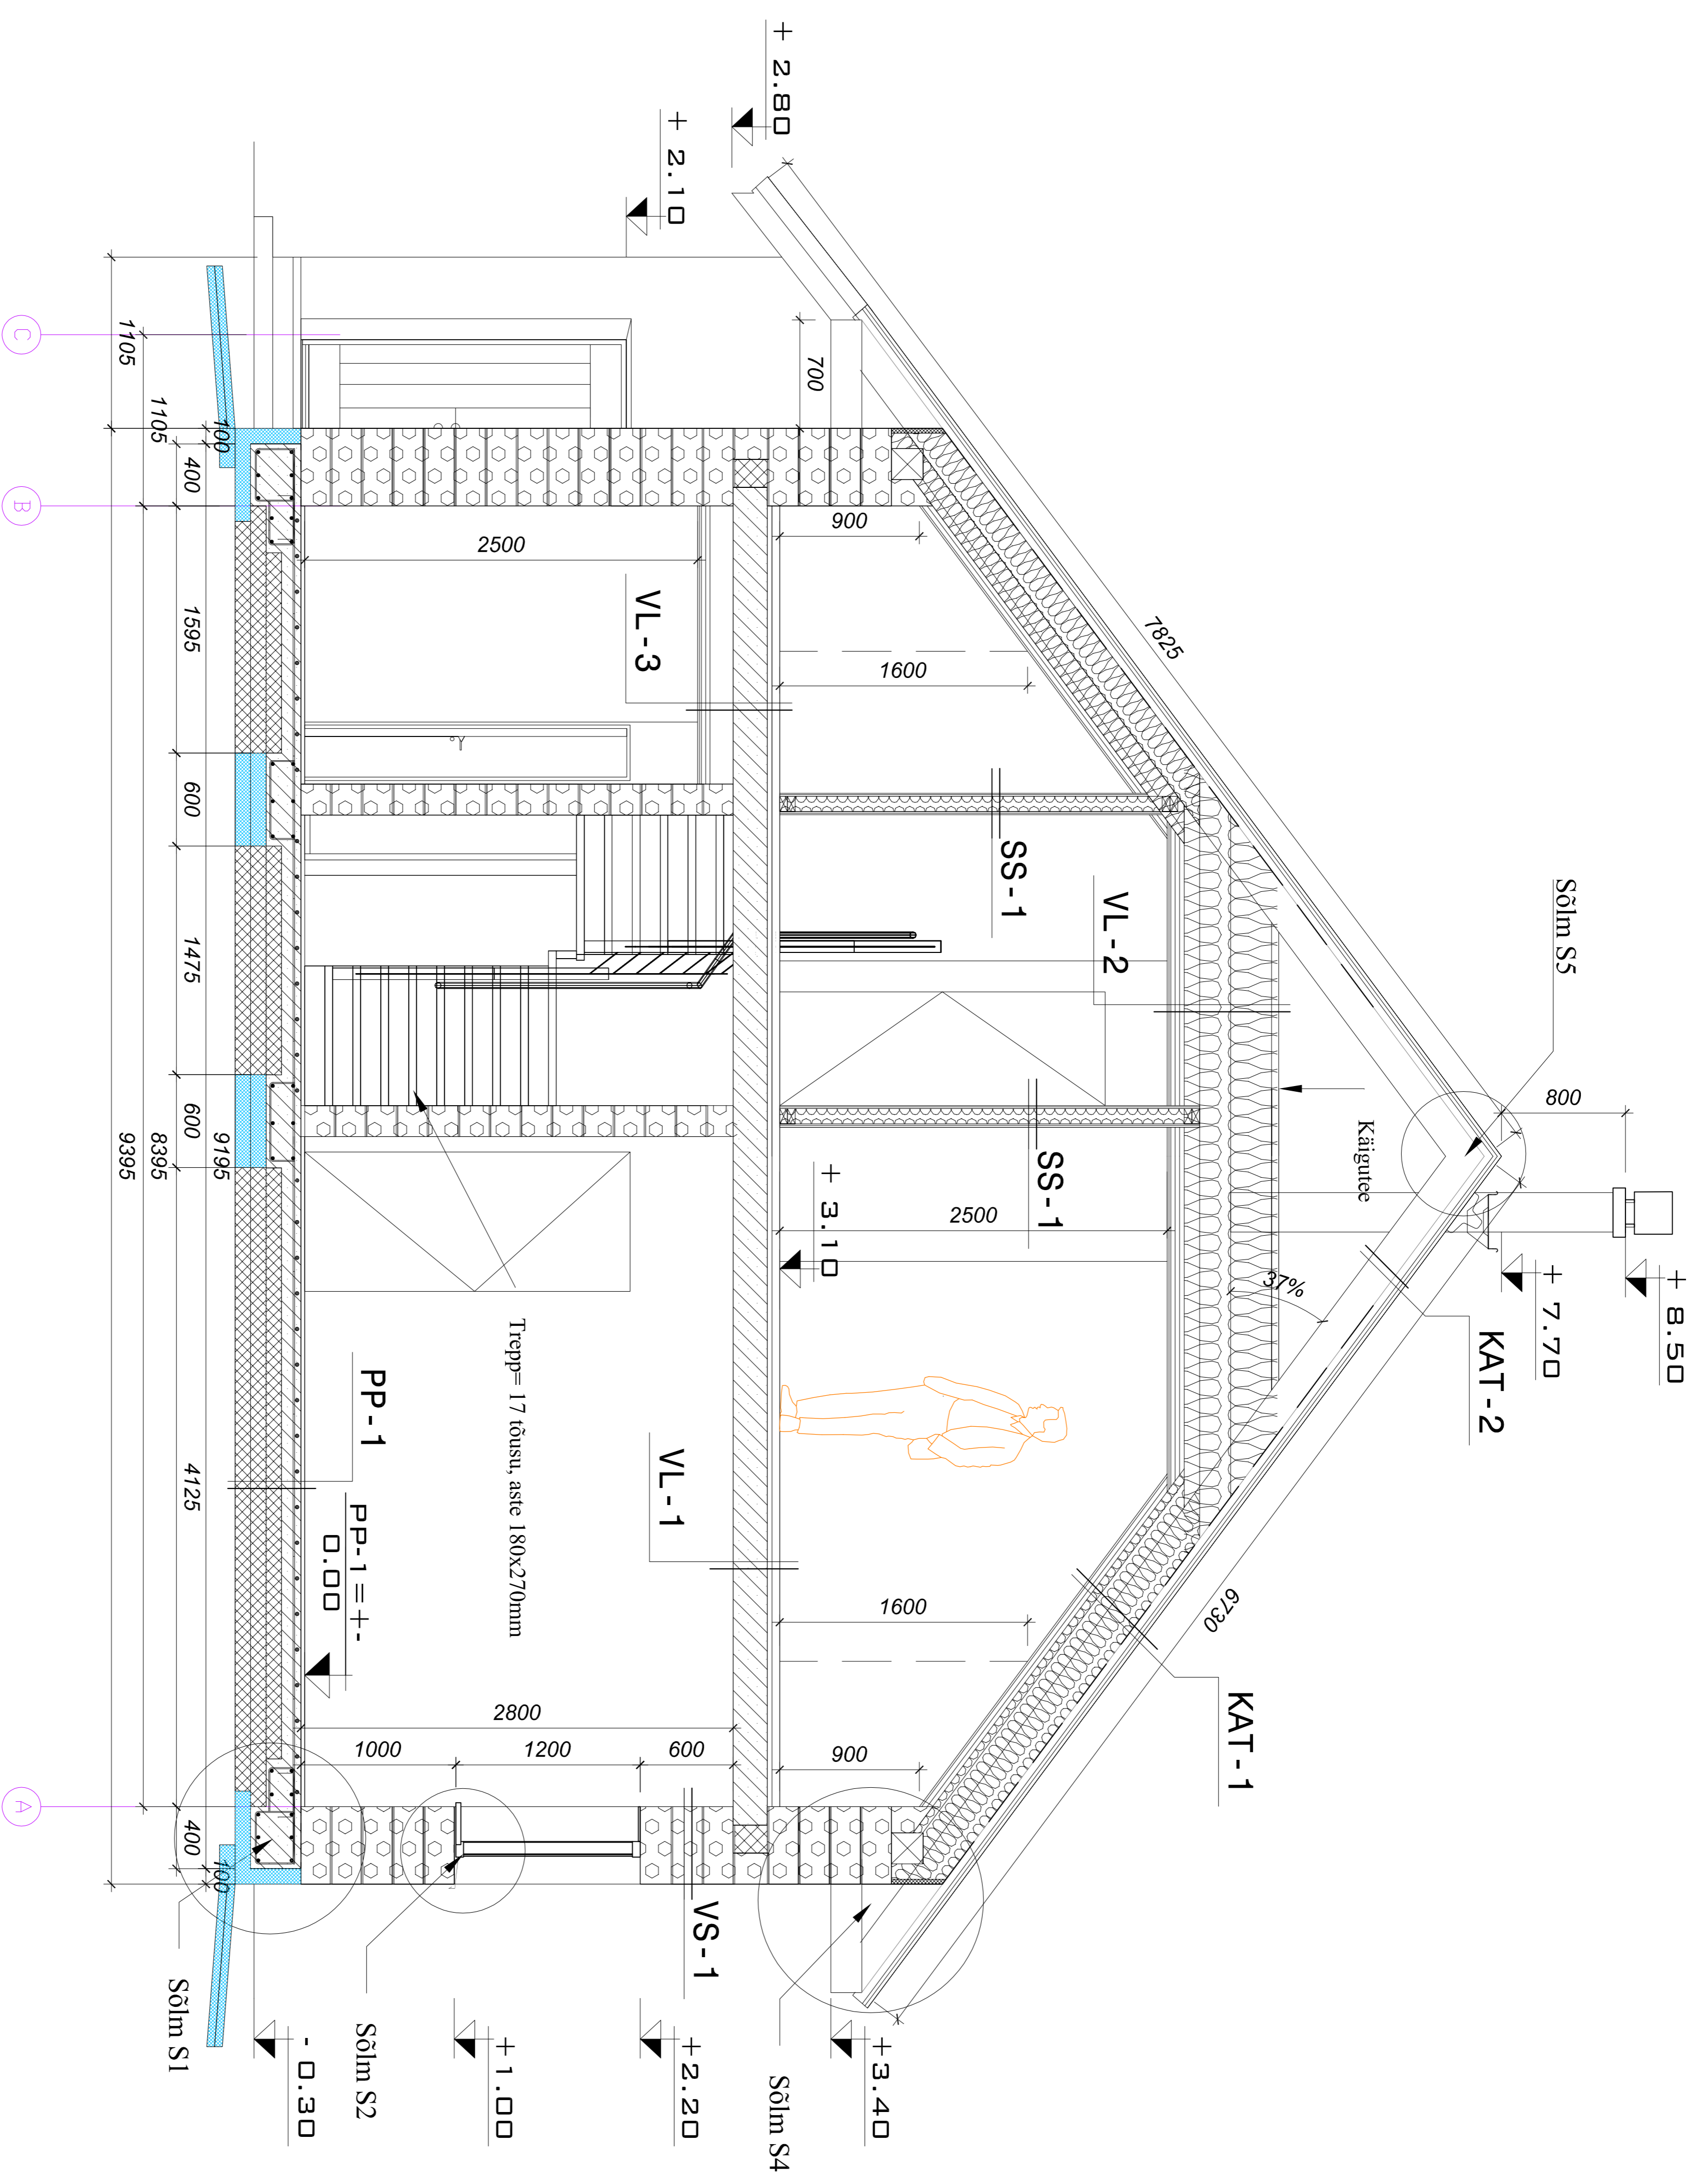 + 8.50
+ 7.70
800
Sõlm S5
KAT-2
37%
Käigutee
7825
6730
KAT-1
VL-2
SS-1
SS-1
2500
1600
1600
900
900
+ 3.10
700
+ 2.80
+ 2.10
+3.40
Sõlm S4
VL-3
VL-1
VS-1
2500
2800
600
1200
1000
+2.20
+1.00
Trepp= 17 tõusu, aste 180x270mm
Sõlm S2
PP-1
PP-1=+-
0.00
- 0.30
Sõlm S1
100
400
1595
600
1475
600
4125
400
100
9195
1105
8395
1105
9395
C
B
A